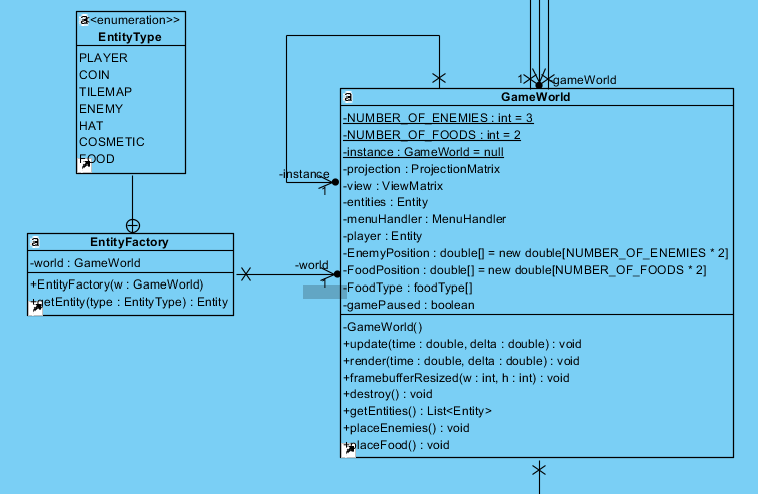 <<enumeration>>
EntityType
PLAYER
COIN
TILEMAP
ENEMY
HAT
COSMETIC
FOOD
EntityFactory
-world : GameWorld
+EntityFactory(w : GameWorld)
+getEntity(type : EntityType) : Entity
-instance
1
-world
1
1
-gameWorld
GameWorld
-NUMBER_OF_ENEMIES : int = 3
-NUMBER_OF_FOODS : int = 2
-instance : GameWorld = null
-projection : ProjectionMatrix
-view : ViewMatrix
-entities : Entity
-menuHandler : MenuHandler
-player : Entity
-EnemyPosition : double[] = new double[NUMBER_OF_ENEMIES * 2]
-FoodPosition : double[] = new double[NUMBER_OF_FOODS * 2]
-FoodType : foodType[]
-gamePaused : boolean
-GameWorld()
+update(time : double, delta : double) : void
+render(time : double, delta : double) : void
+framebufferResized(w : int, h : int) : void
+destroy() : void
+getEntities() : List<Entity>
+placeEnemies() : void
+placeFood() : void